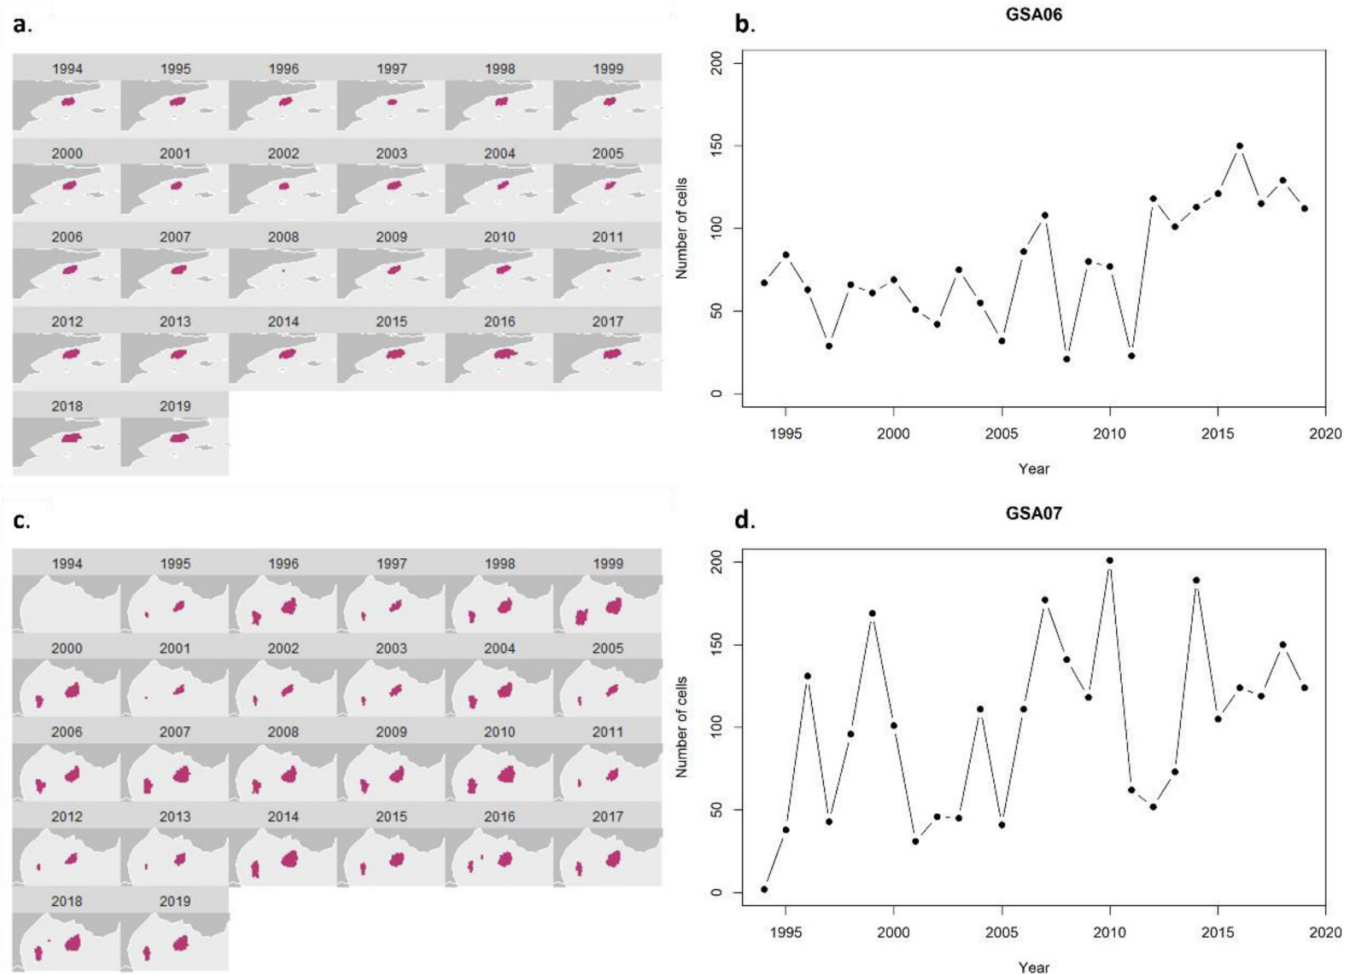 a.
1994 1995 1996 1997 1998 1999
2000 2001 2002 2003 2004 2005
2006 2007 2008 2009 2010 2011
2012 2013 2014 2015 2016 2017
2018 2019
b.
GSA06
Number of cells
200
150
100
50
0
1995 2000 2005 2010 2015 2020
Year
c.
1994 1995 1996 1997 1998 1999
2000 2001 2002 2003 2004 2005
2006 2007 2008 2009 2010 2011
2012 2013 2014 2015 2016 2017
2018 2019
d.
GSA07
Number of cells
200
150
100
50
0
1995 2000 2005 2010 2015 2020
Year